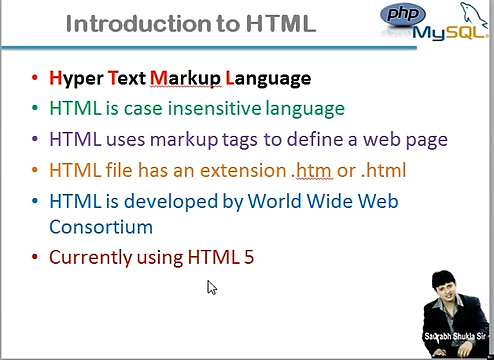 Introduction to HTML
php
MySQL
• Hyper Text Markup Language
• HTML is case insensitive language
• HTML uses markup tags to define a web page
• HTML file has an extension .htm or .html
• HTML is developed by World Wide Web
Consortium
• Currently using HTML 5
Saurabh Shukla Sir